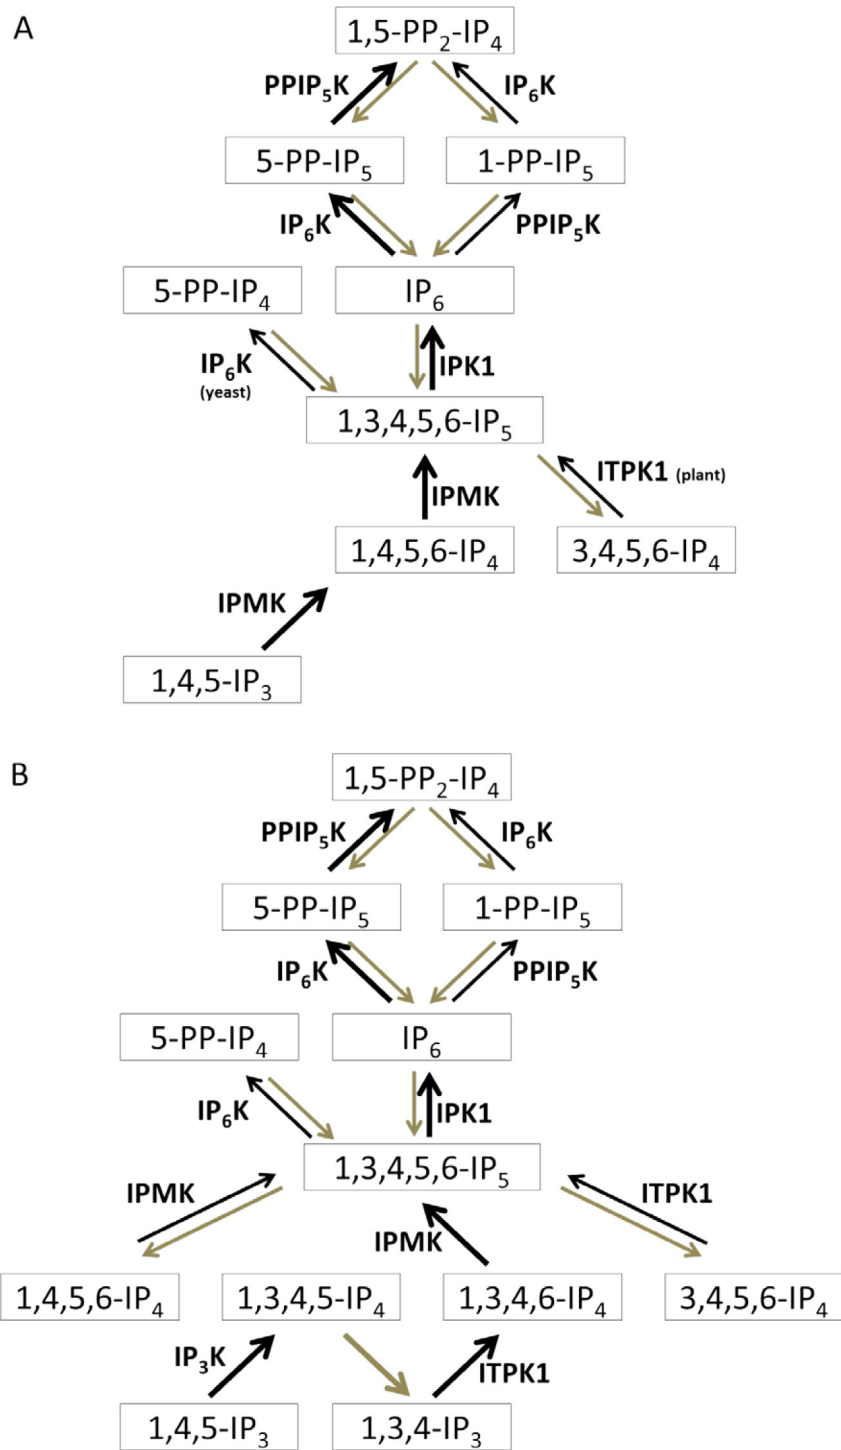 A
1,5-PP₂-IP₄
PPIP₅K
IP₆K
5-PP-IP₅
1-PP-IP₅
IP₆K
PPIP₅K
5-PP-IP₄
IP₆
IP₆K
(yeast)
IPK1
1,3,4,5,6-IP₅
ITPK1 (plant)
IPMK
1,4,5,6-IP₄
3,4,5,6-IP₄
IPMK
1,4,5-IP₃
B
1,5-PP₂-IP₄
PPIP₅K
IP₆K
5-PP-IP₅
1-PP-IP₅
IP₆K
PPIP₅K
5-PP-IP₄
IP₆
IP₆K
IPK1
1,3,4,5,6-IP₅
IPMK
ITPK1
IPMK
1,4,5,6-IP₄
1,3,4,5-IP₄
1,3,4,6-IP₄
3,4,5,6-IP₄
IP₃K
ITPK1
1,4,5-IP₃
1,3,4-IP₃